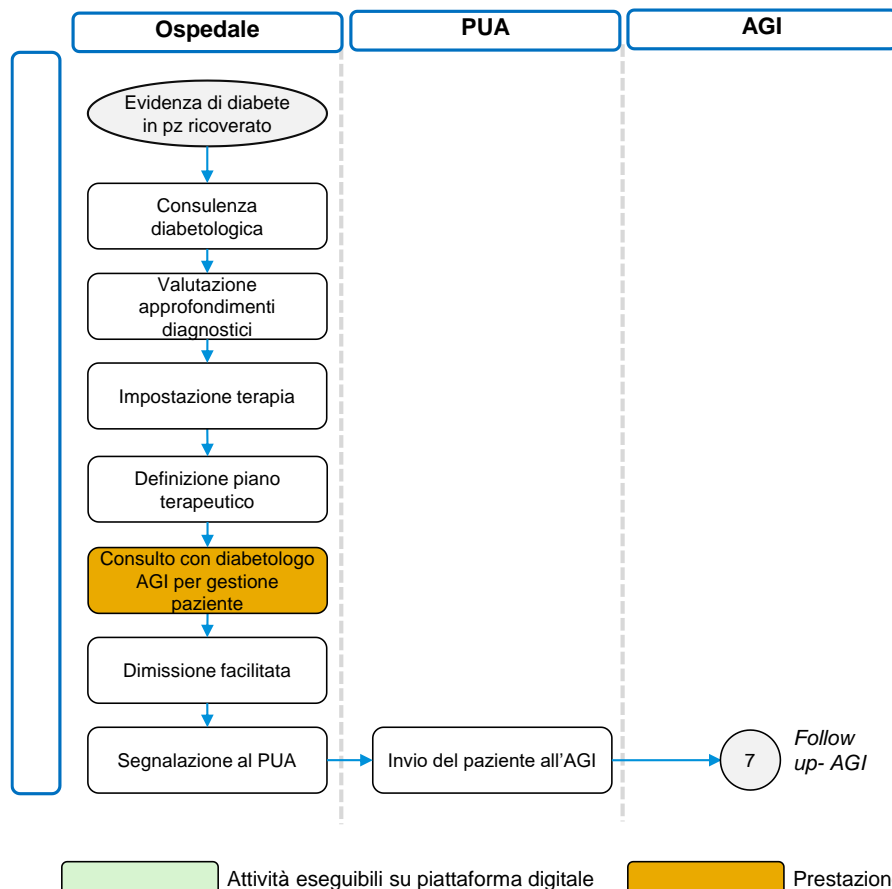 Ospedale
PUA
AGI
Evidenza di diabete
in pz ricoverato
Consulenza
diabetologica
Valutazione
approfondimenti
diagnostici
Impostazione terapia
Definizione piano
terapeutico
Consulto con diabetologo
AGI per gestione
paziente
Dimissione facilitata
Segnalazione al PUA
Invio del paziente all'AGI
7
Follow
up- AGI
Attività eseguibili su piattaforma digitale
Prestazion